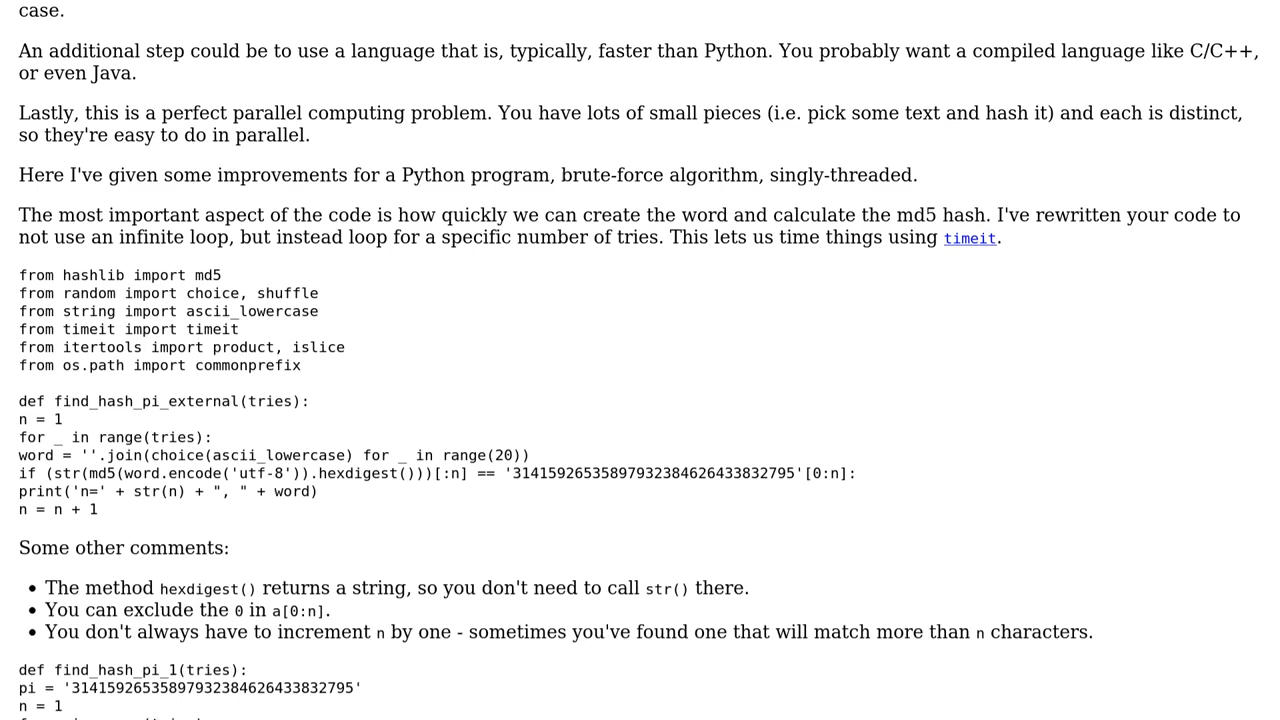 case.
An additional step could be to use a language that is, typically, faster than Python. You probably want a compiled language like C/C++,
or even Java.
Lastly, this is a perfect parallel computing problem. You have lots of small pieces (i.e. pick some text and hash it) and each is distinct,
so they're easy to do in parallel.
Here I've given some improvements for a Python program, brute-force algorithm, singly-threaded.
The most important aspect of the code is how quickly we can create the word and calculate the md5 hash. I've rewritten your code to
not use an infinite loop, but instead loop for a specific number of tries. This lets us time things using timeit.
from hashlib import md5
from random import choice, shuffle
from string import ascii_lowercase
from timeit import timeit
from itertools import product, islice
from os.path import commonprefix
def find_hash_pi_external(tries):
n = 1
for _ in range(tries):
word = ''.join(choice(ascii_lowercase) for _ in range(20))
if (str(md5(word.encode('utf-8')).hexdigest()))[:n] == '31415926535897932384626433832795'[0:n]:
print('n=' + str(n) + ", " + word)
n = n + 1
Some other comments:
• The method hexdigest() returns a string, so you don't need to call str() there.
• You can exclude the 0 in a[0:n].
• You don't always have to increment n by one - sometimes you've found one that will match more than n characters.
def find_hash_pi_1(tries):
pi = '31415926535897932384626433832795'
n = 1